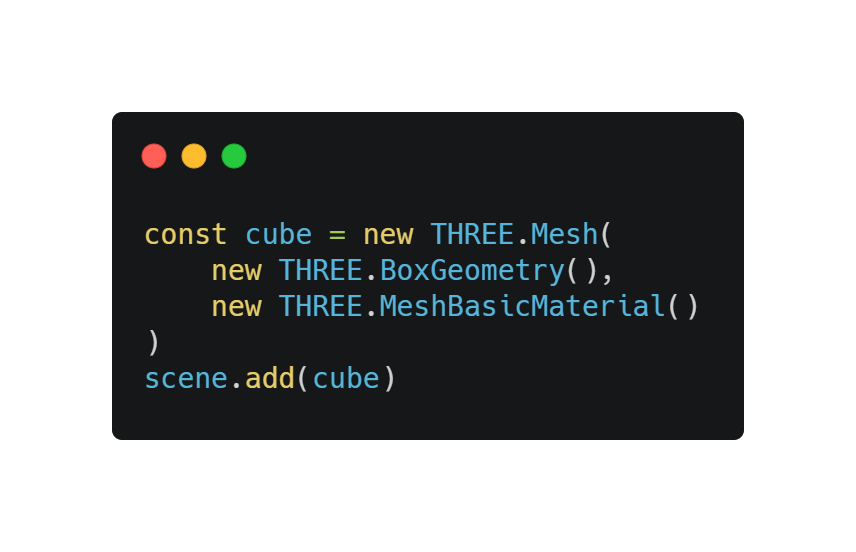 const cube = new THREE.Mesh(
    new THREE.BoxGeometry(),
    new THREE.MeshBasicMaterial()
)
scene.add(cube)